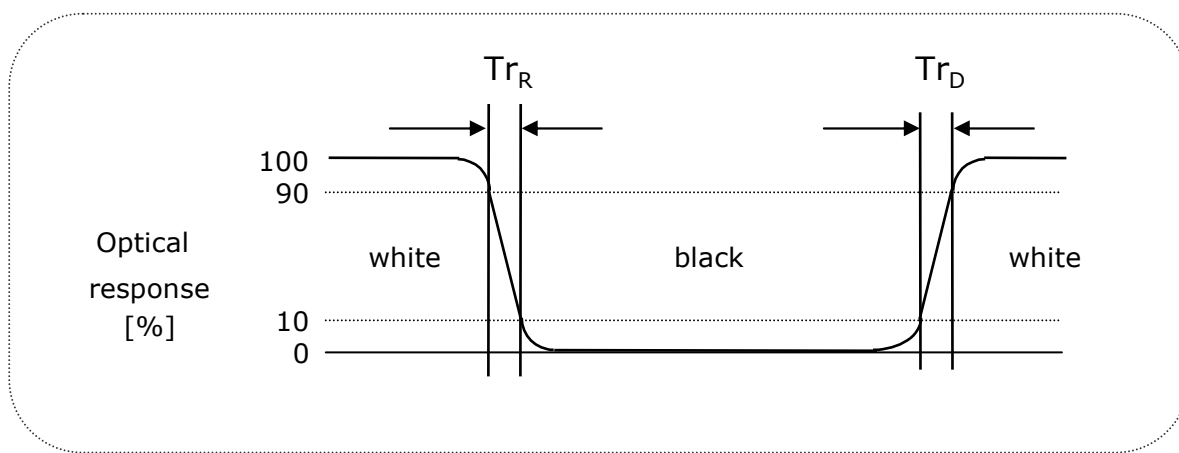 Tr_R
Tr_D
100
90
Optical
response
[%]
white
black
white
10
0